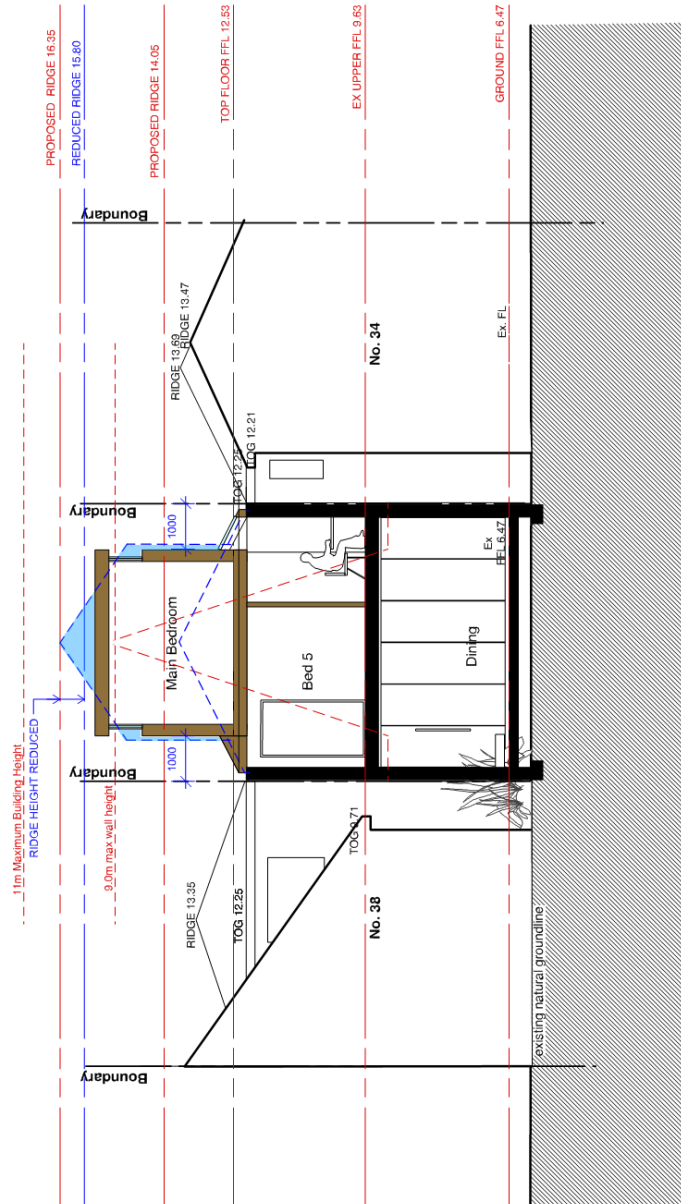 PROPOSED RIDGE 16.35
REDUCED RIDGE 15.80
PROPOSED RIDGE 14.05
TOP FLOOR FFL 12.53
EX UPPER FFL 9.63
GROUND FFL 6.47
Boundary
RIDGE 13.47
RIDGE 13.69
No. 34
Ex. FL
TOG 12.21
TOG 12.25
Boundary
1000
Main Bedroom
Bed 5
Ex
FFL 6.47
Dining
11m Maximum Building Height
RIDGE HEIGHT REDUCED
9.0m max wall height
Boundary
1000
RIDGE 13.35
TOG 12.25
TOG 9.71
No. 38
existing natural groundline
Boundary